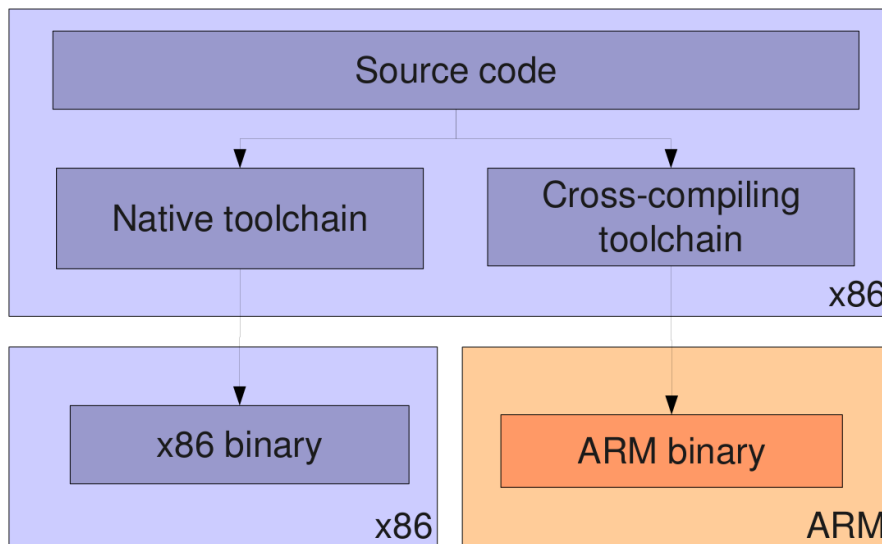 Source code
Native toolchain
Cross-compiling
toolchain
x86
x86 binary
ARM binary
x86
ARM